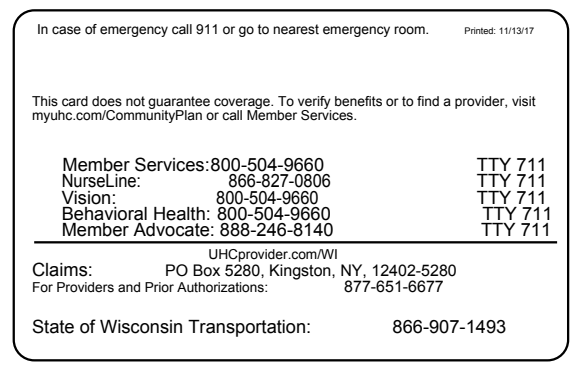 In case of emergency call 911 or go to nearest emergency room. Printed: 11/13/17
This card does not guarantee coverage. To verify benefits or to find a provider, visit
myuhc.com/CommunityPlan or call Member Services.
Member Services:800-504-9660 TTY 711
NurseLine: 866-827-0806 TTY 711
Vision: 800-504-9660 TTY 711
Behavioral Health: 800-504-9660 TTY 711
Member Advocate: 888-246-8140 TTY 711
UHCprovider.com/WI
Claims: PO Box 5280, Kingston, NY, 12402-5280
For Providers and Prior Authorizations: 877-651-6677
State of Wisconsin Transportation: 866-907-1493